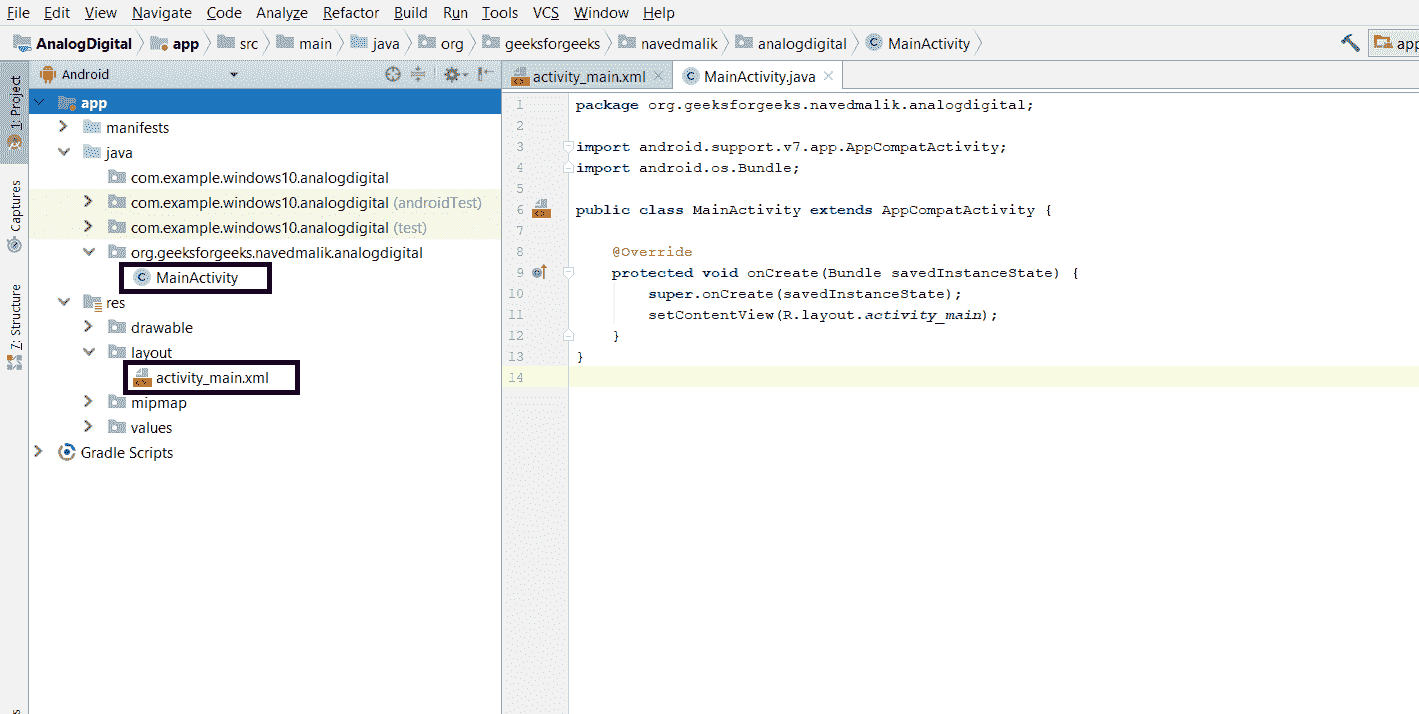 File Edit View Navigate Code Analyze Refactor Build Run Tools VCS Window Help
AnalogDigital app src main java org geeksforgeeks navedmalik analogdigital MainActivity app
1: Project
Captures
7: Structure
Android
app
manifests
java
com.example.windows10.analogdigital
com.example.windows10.analogdigital (androidTest)
com.example.windows10.analogdigital (test)
org.geeksforgeeks.navedmalik.analogdigital
MainActivity
res
drawable
layout
activity_main.xml
mipmap
values
Gradle Scripts
activity_main.xml MainActivity.java
1 package org.geeksforgeeks.navedmalik.analogdigital;
2
3 import android.support.v7.app.AppCompatActivity;
4 import android.os.Bundle;
5
6 public class MainActivity extends AppCompatActivity {
7
8 @Override
9 protected void onCreate(Bundle savedInstanceState) {
10 super.onCreate(savedInstanceState);
11 setContentView(R.layout.activity_main);
12 }
13 }
14